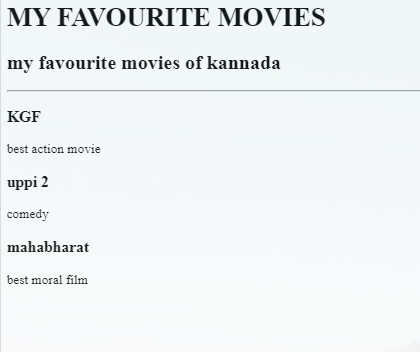 MY FAVOURITE MOVIES
my favourite movies of kannada
KGF
best action movie
uppi 2
comedy
mahabharat
best moral film